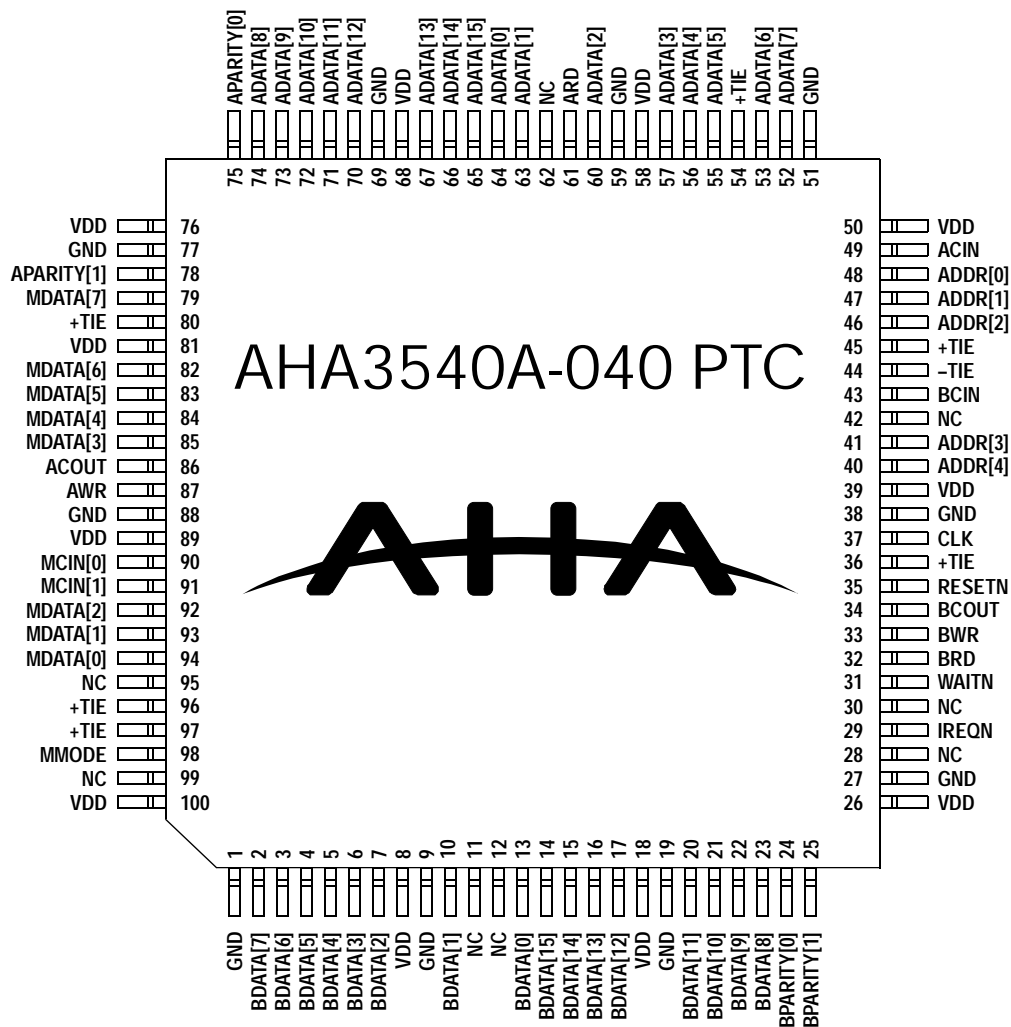 APARITY[0]
ADATA[8]
ADATA[9]
ADATA[10]
ADATA[11]
ADATA[12]
GND
VDD
ADATA[13]
ADATA[14]
ADATA[15]
ADATA[0]
ADATA[1]
NC
ARD
ADATA[2]
GND
VDD
ADATA[3]
ADATA[4]
ADATA[5]
+TIE
ADATA[6]
ADATA[7]
GND
75
74
73
72
71
70
69
68
67
66
65
64
63
62
61
60
59
58
57
56
55
54
53
52
51
VDD 76
GND 77
APARITY[1] 78
MDATA[7] 79
+TIE 80
VDD 81
MDATA[6] 82
MDATA[5] 83
MDATA[4] 84
MDATA[3] 85
ACOUT 86
AWR 87
GND 88
VDD 89
MCIN[0] 90
MCIN[1] 91
MDATA[2] 92
MDATA[1] 93
MDATA[0] 94
NC 95
+TIE 96
+TIE 97
MMODE 98
NC 99
VDD 100
AHA3540A-040 PTC
AHA
50 VDD
49 ACIN
48 ADDR[0]
47 ADDR[1]
46 ADDR[2]
45 +TIE
44 –TIE
43 BCIN
42 NC
41 ADDR[3]
40 ADDR[4]
39 VDD
38 GND
37 CLK
36 +TIE
35 RESETN
34 BCOUT
33 BWR
32 BRD
31 WAITN
30 NC
29 IREQN
28 NC
27 GND
26 VDD
1
2
3
4
5
6
7
8
9
10
11
12
13
14
15
16
17
18
19
20
21
22
23
24
25
GND
BDATA[7]
BDATA[6]
BDATA[5]
BDATA[4]
BDATA[3]
BDATA[2]
VDD
GND
BDATA[1]
NC
NC
BDATA[0]
BDATA[15]
BDATA[14]
BDATA[13]
BDATA[12]
VDD
GND
BDATA[11]
BDATA[10]
BDATA[9]
BDATA[8]
BPARITY[0]
BPARITY[1]